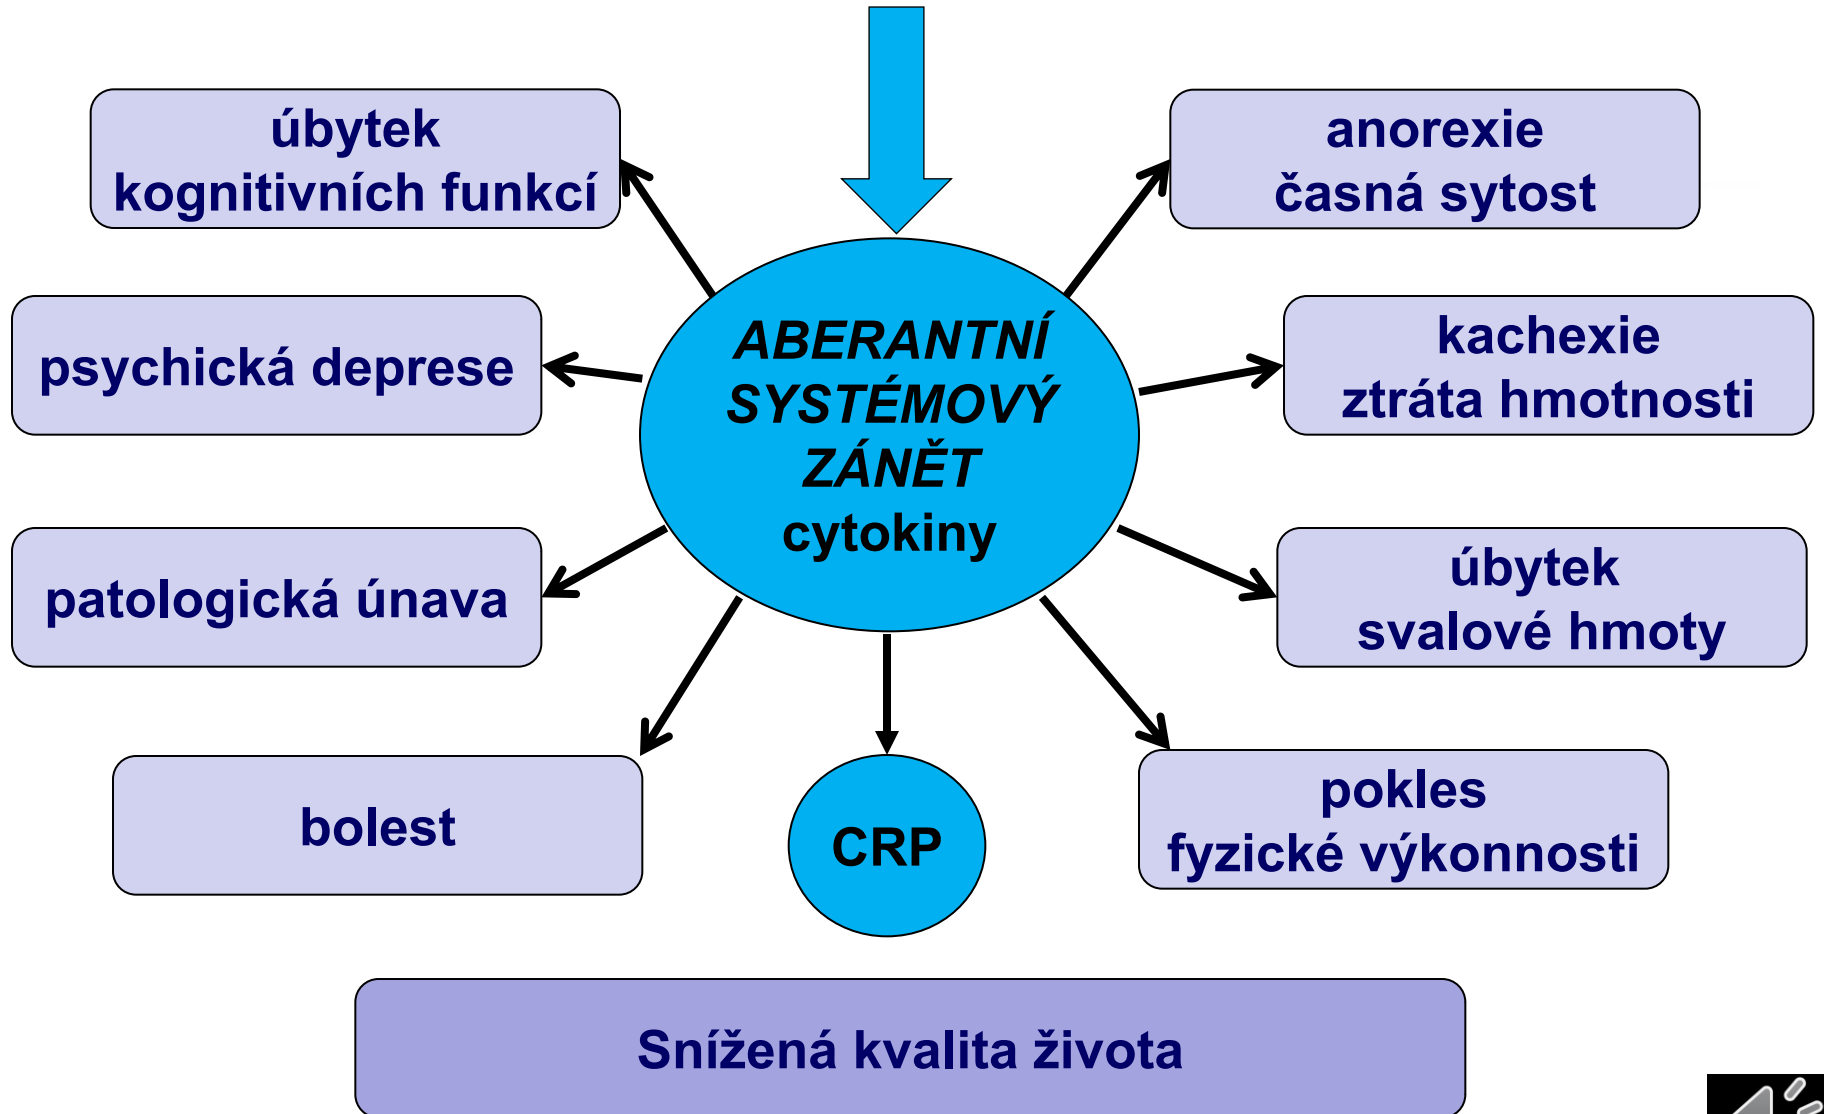 úbytek
kognitivních funkcí
anorexie
časná sytost
psychická deprese
ABERANTNÍ
SYSTÉMOVÝ
ZÁNĚT
cytokiny
kachexie
ztráta hmotnosti
patologická únava
úbytek
svalové hmoty
bolest
CRP
pokles
fyzické výkonnosti
Snížená kvalita života